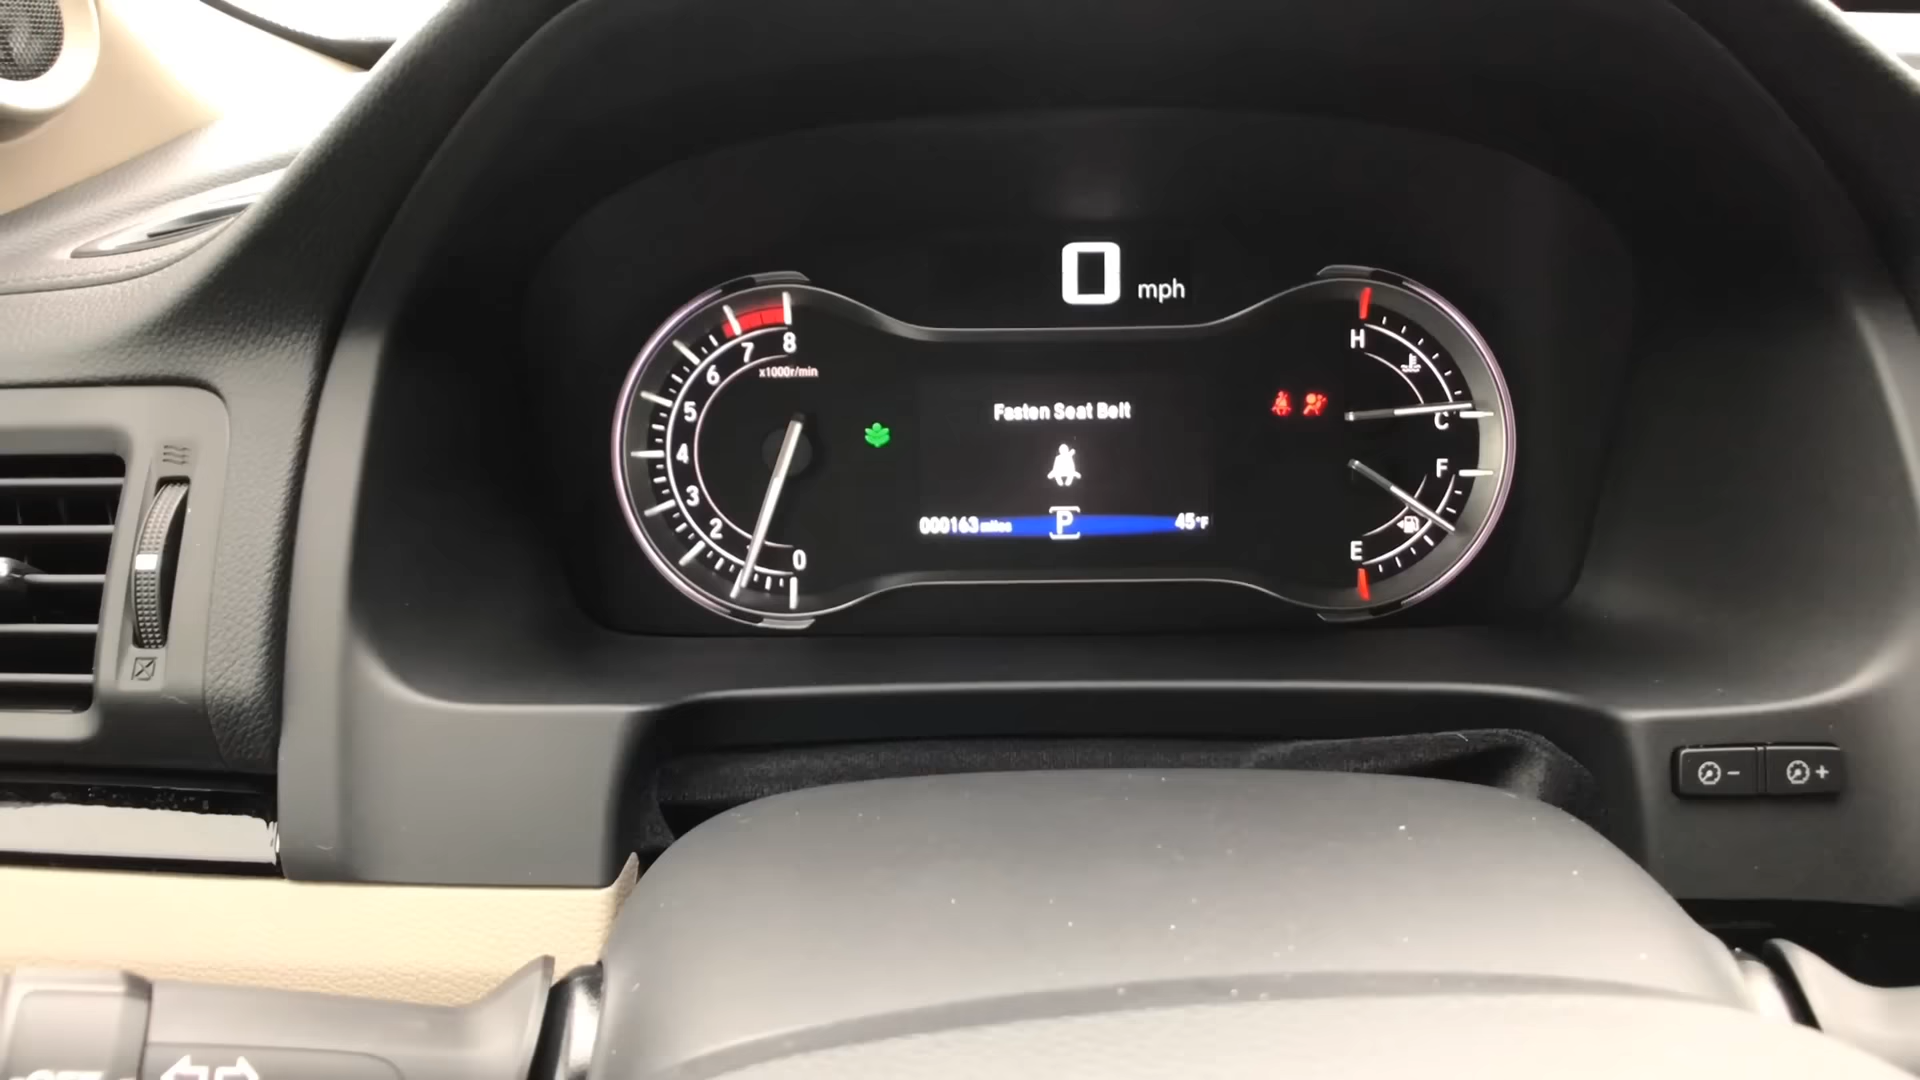 0 mph
8
7
6
x1000r/min
5
4
3
2
0
Fasten Seat Belt
000163 miles P 45°F
H
C
F
E
-
+